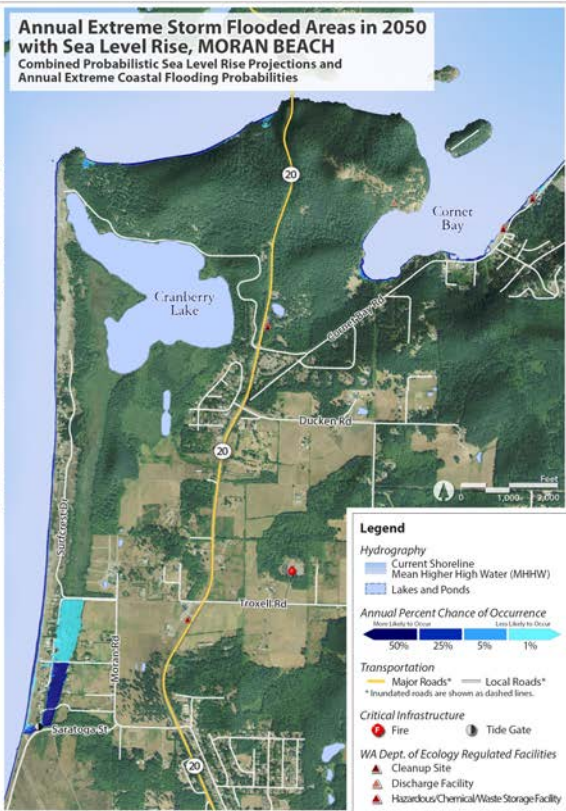 Annual Extreme Storm Flooded Areas in 2050
with Sea Level Rise, MORAN BEACH
Combined Probabilistic Sea Level Rise Projections and
Annual Extreme Coastal Flooding Probabilities
20
Cornet
Bay
Cranberry
Lake
Cornet Bay Rd
Ducken Rd
20
Feet
0 1,000 2,000
Surfcrest Dr
Troxell Rd
Moran Rd
Saratoga St
20
Legend
Hydrography
Current Shoreline
Mean Higher High Water (MHHW)
Lakes and Ponds
Annual Percent Chance of Occurrence
More Likely to Occur Less Likely to Occur
50% 25% 5% 1%
Transportation
Major Roads* Local Roads*
* Inundated roads are shown as dashed lines.
Critical Infrastructure
F Fire Tide Gate
WA Dept. of Ecology Regulated Facilities
Cleanup Site
Discharge Facility
Hazardous/Chemical/Waste Storage Facility